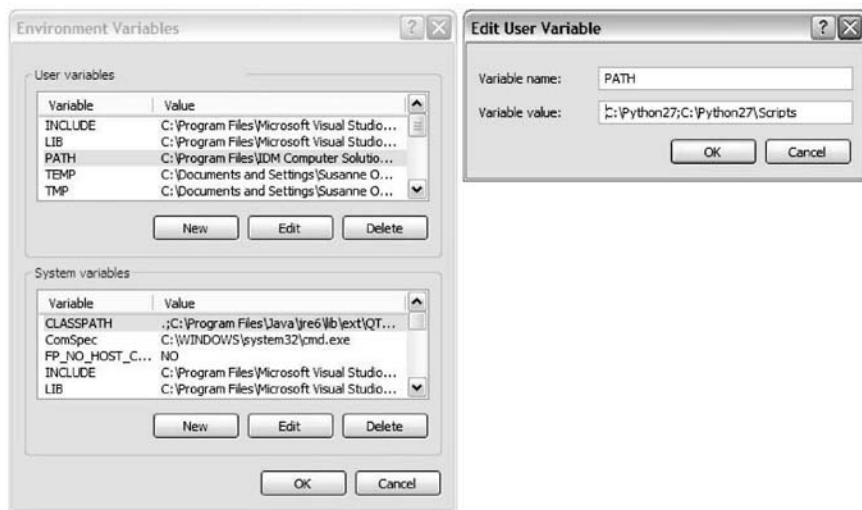 Environment Variables
User variables
Variable Value
INCLUDE C:\Program Files\Microsoft Visual Studio...
LIB C:\Program Files\Microsoft Visual Studio...
PATH C:\Program Files\IDM Computer Solutio...
TEMP C:\Documents and Settings\Susanne O...
TMP C:\Documents and Settings\Susanne O...
New Edit Delete
System variables
Variable Value
CLASSPATH .;C:\Program Files\Java\jre6\lib\ext\QT...
ComSpec C:\WINDOWS\system32\cmd.exe
FP_NO_HOST_C... NO
INCLUDE C:\Program Files\Microsoft Visual Studio...
LIB C:\Program Files\Microsoft Visual Studio...
New Edit Delete
OK Cancel
Edit User Variable
Variable name: PATH
Variable value: C:\Python27;C:\Python27\Scripts
OK Cancel